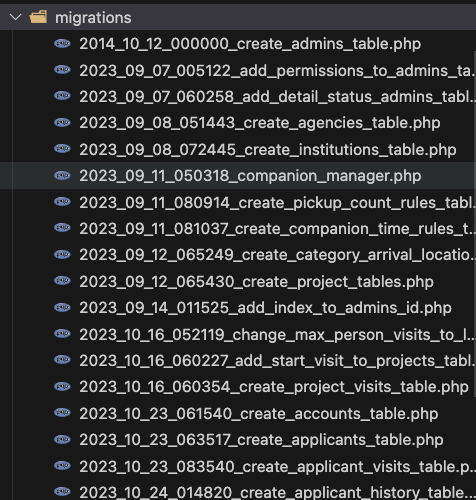 migrations
2014_10_12_000000_create_admins_table.php
2023_09_07_005122_add_permissions_to_admins_ta...
2023_09_07_060258_add_detail_status_admins_tabl...
2023_09_08_051443_create_agencies_table.php
2023_09_08_072445_create_institutions_table.php
2023_09_11_050318_companion_manager.php
2023_09_11_080914_create_pickup_count_rules_tabl...
2023_09_11_081037_create_companion_time_rules_t...
2023_09_12_065249_create_category_arrival_locatio...
2023_09_12_065430_create_project_tables.php
2023_09_14_011525_add_index_to_admins_id.php
2023_10_16_052119_change_max_person_visits_to_l...
2023_10_16_060227_add_start_visit_to_projects_tabl...
2023_10_16_060354_create_project_visits_table.php
2023_10_23_061540_create_accounts_table.php
2023_10_23_063517_create_applicants_table.php
2023_10_23_083540_create_applicant_visits_table.p...
2023_10_24_014820_create_applicant_history_table...